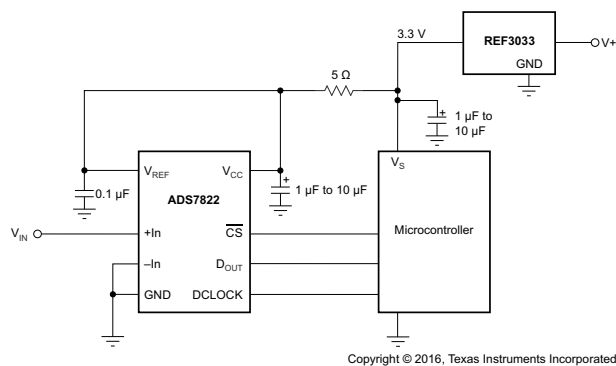 3.3 V
REF3033
V+
GND
5 Ω
1 μF to
10 μF
VREF
VCC
VS
0.1 μF
ADS7822
1 μF to 10 μF
VIN
+In
CS
Microcontroller
–In
DOUT
GND
DCLOCK
Copyright © 2016, Texas Instruments Incorporated